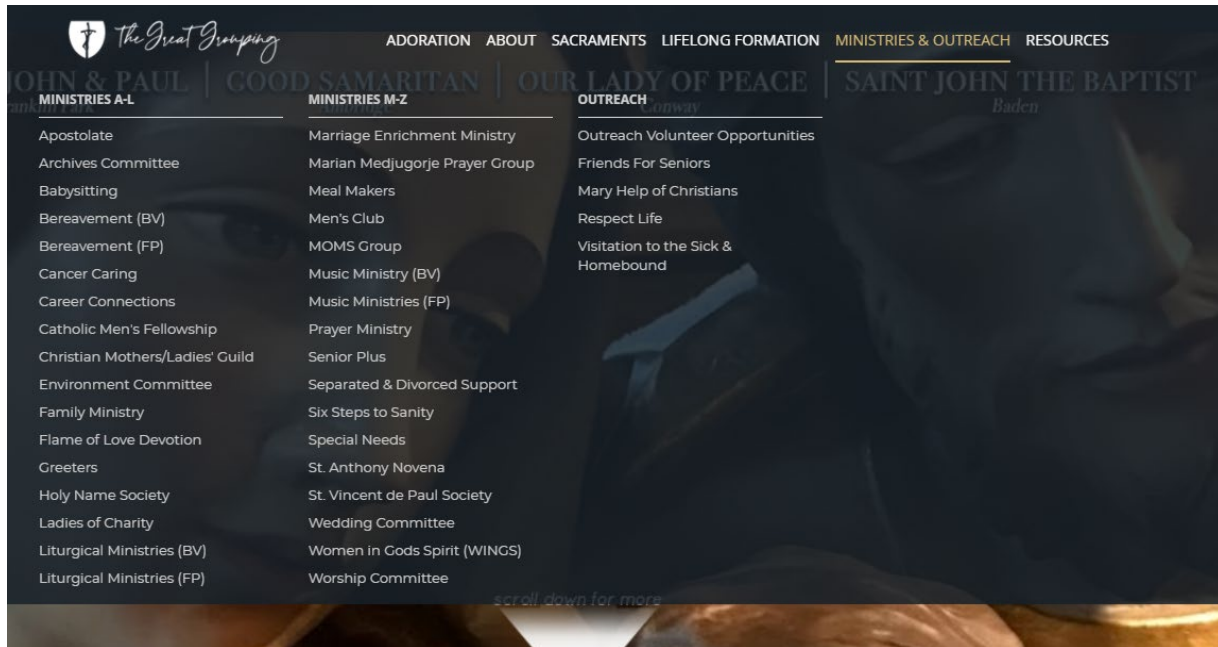 The Great Grouping
ADORATION ABOUT SACRAMENTS LIFELONG FORMATION MINISTRIES & OUTREACH RESOURCES
JOHN & PAUL | GOOD SAMARITAN | OUR LADY OF PEACE | SAINT JOHN THE BAPTIST
Conway Baden
MINISTRIES A-L
Apostolate
Archives Committee
Babysitting
Bereavement (BV)
Bereavement (FP)
Cancer Caring
Career Connections
Catholic Men's Fellowship
Christian Mothers/Ladies' Guild
Environment Committee
Family Ministry
Flame of Love Devotion
Greeters
Holy Name Society
Ladies of Charity
Liturgical Ministries (BV)
Liturgical Ministries (FP)
MINISTRIES M-Z
Marriage Enrichment Ministry
Marian Medjugorje Prayer Group
Meal Makers
Men's Club
MOMS Group
Music Ministry (BV)
Music Ministries (FP)
Prayer Ministry
Senior Plus
Separated & Divorced Support
Six Steps to Sanity
Special Needs
St. Anthony Novena
St. Vincent de Paul Society
Wedding Committee
Women in Gods Spirit (WINGS)
Worship Committee
OUTREACH
Outreach Volunteer Opportunities
Friends For Seniors
Mary Help of Christians
Respect Life
Visitation to the Sick &
Homebound
scroll down for more